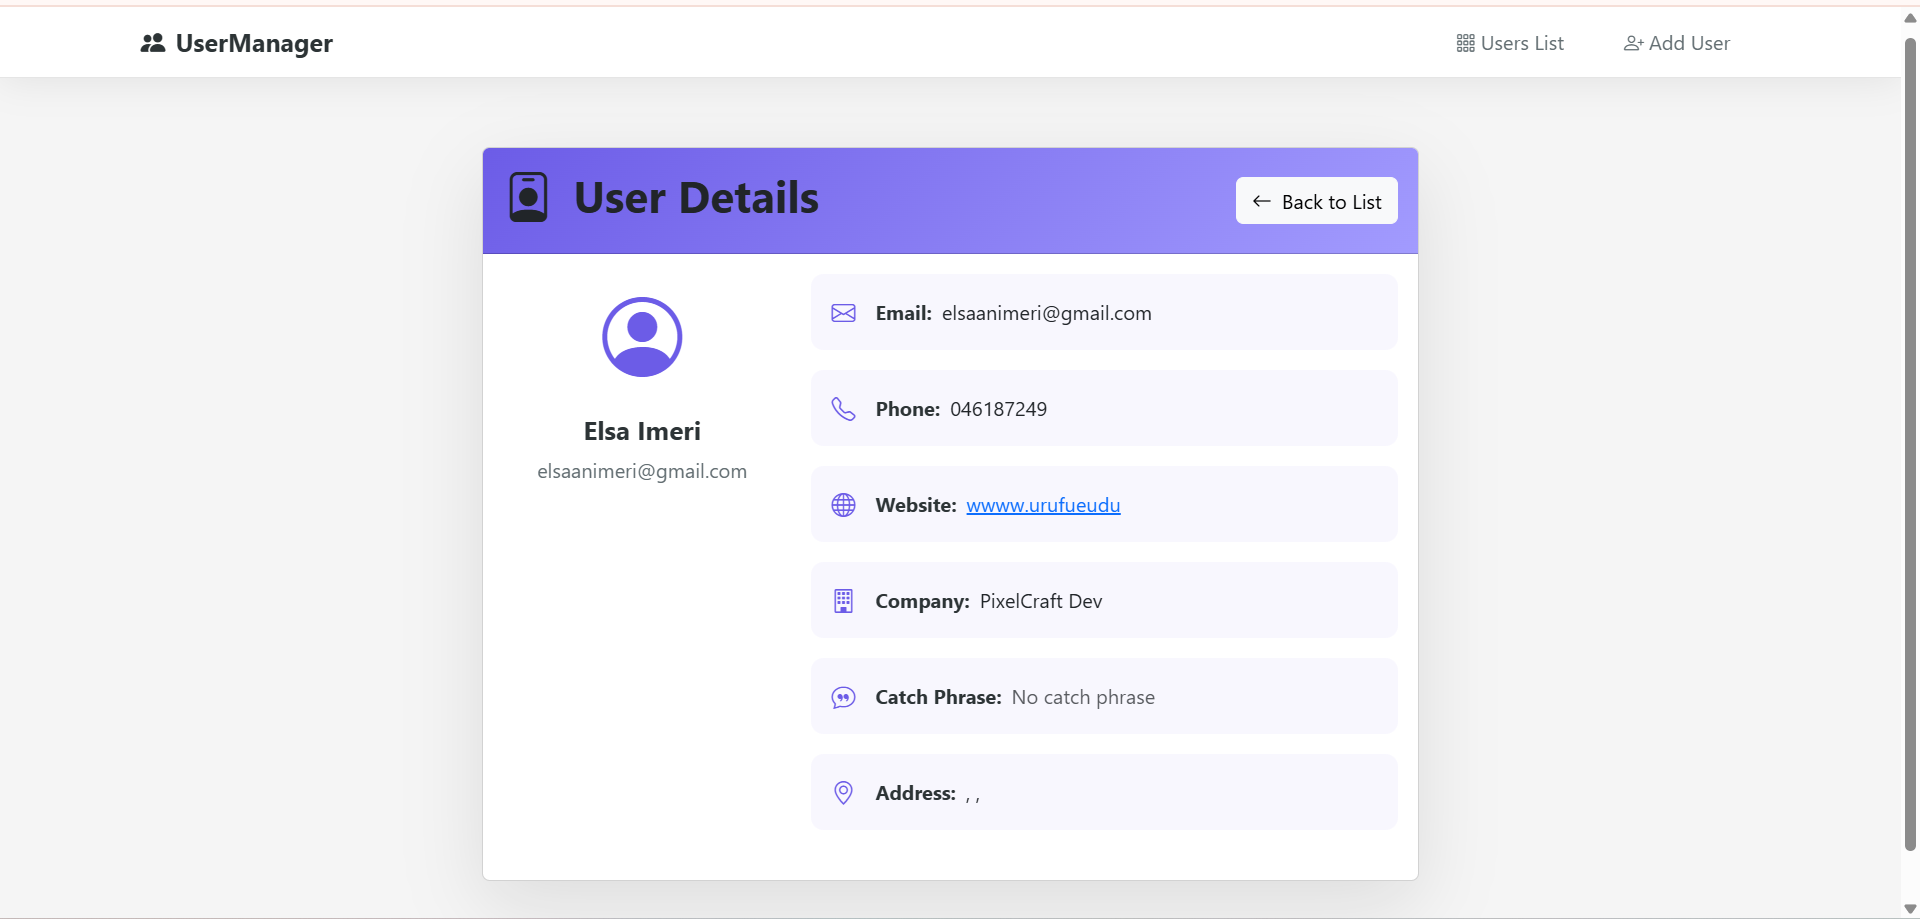 UserManager
Users List
Add User
User Details
← Back to List
Elsa Imeri
elsaanimeri@gmail.com
Email: elsaanimeri@gmail.com
Phone: 046187249
Website: wwww.urufueudu
Company: PixelCraft Dev
Catch Phrase: No catch phrase
Address: , ,